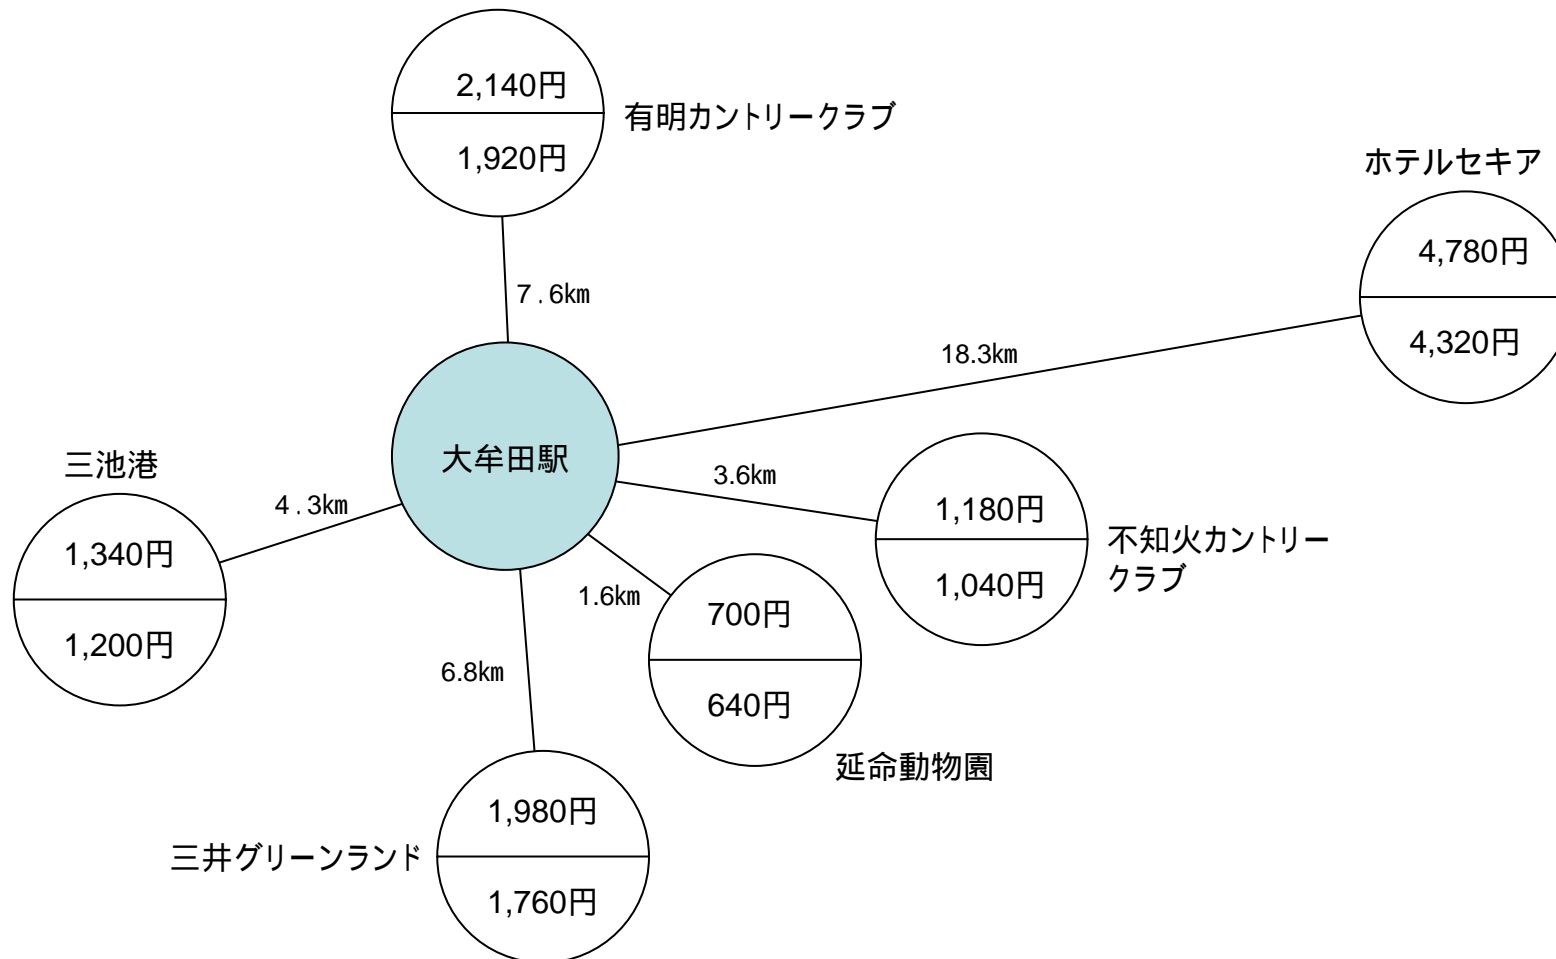 2,140円
1,920円
有明カントリークラブ
7.6㎞
ホテルセキア
4,780円
4,320円
18.3㎞
大牟田駅
三池港
4.3㎞
1,340円
1,200円
3.6㎞
1,180円
1,040円
不知火カントリー
クラブ
1.6㎞
700円
640円
延命動物園
6.8㎞
三井グリーンランド
1,980円
1,760円